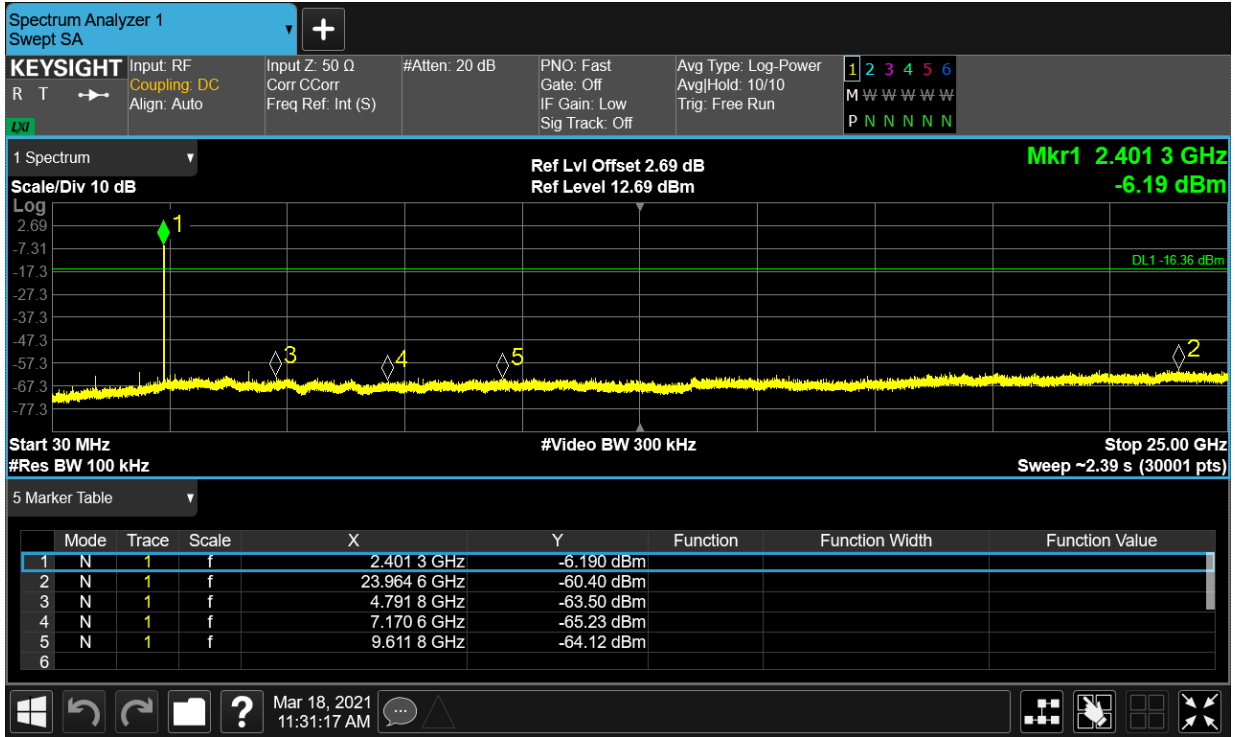 Spectrum Analyzer 1
Swept SA
KEYSIGHT Input: RF Input Z: 50 Ω #Atten: 20 dB PNO: Fast Avg Type: Log-Power 1 2 3 4 5 6
R T Coupling: DC Corr CCorr Gate: Off Avg|Hold: 10/10 M W W W W W
Align: Auto Freq Ref: Int (S) IF Gain: Low Trig: Free Run
LXI Sig Track: Off P N N N N N
1 Spectrum Ref Lvl Offset 2.69 dB Mkr1 2.401 3 GHz
Scale/Div 10 dB Ref Level 12.69 dBm -6.19 dBm
Log
2.69 1
-7.31
-17.3 DL1 -16.36 dBm
-27.3
-37.3
-47.3
-57.3 3 4 5 2
-67.3
-77.3
Start 30 MHz #Video BW 300 kHz Stop 25.00 GHz
#Res BW 100 kHz Sweep ~2.39 s (30001 pts)
5 Marker Table
Mode Trace Scale X Y Function Function Width Function Value
1 N 1 f 2.401 3 GHz -6.190 dBm
2 N 1 f 23.964 6 GHz -60.40 dBm
3 N 1 f 4.791 8 GHz -63.50 dBm
4 N 1 f 7.170 6 GHz -65.23 dBm
5 N 1 f 9.611 8 GHz -64.12 dBm
6
? Mar 18, 2021
11:31:17 AM